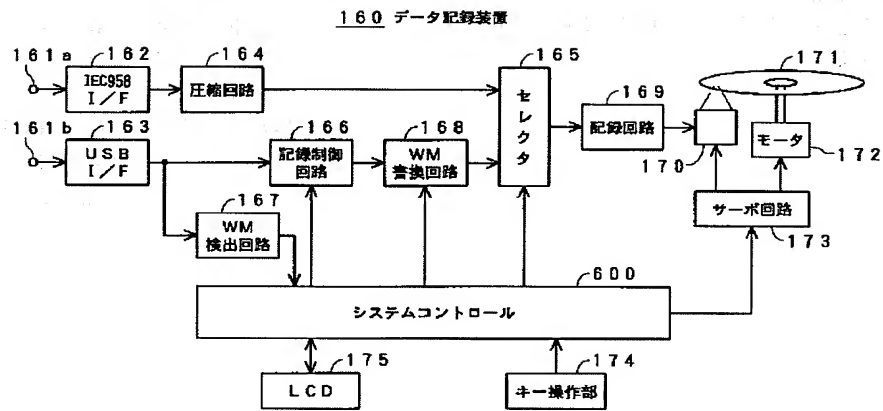 160 データ記録装置
161a
162
IEC958
I/F
164
圧縮回路
165
セレクタ
169
記録回路
170
171
モータ
172
161b
163
USB
I/F
166
記録制御
回路
168
WM
書換回路
167
WM
検出回路
サーボ回路
173
600
システムコントロール
175
LCD
174
キー操作部